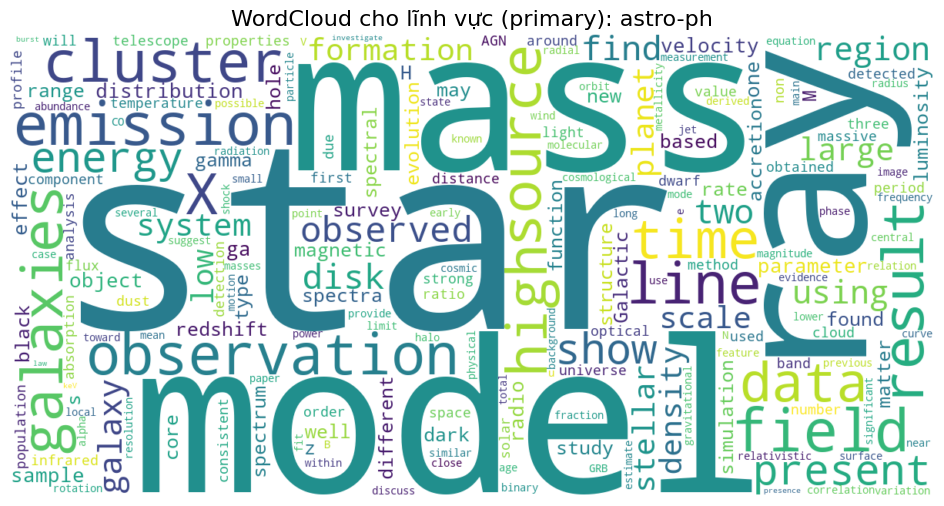 WordCloud cho lĩnh vực (primary): astro-ph
burst will telescope properties V investigate
AGN around radial equation
cluster formation find velocity region
profile range distribution hole particle H may new measurement detected radius
abundance temperature possible state orbit metallicity value derived non main M
emission mass ray
CO radiation due evolution wind light molecular planet based accretion one three massive luminosity
energy gamma spectral known jet obtained image
effect component X small first distance cosmological dwarf rate large period frequency
star high source function mode
several shock survey point early long e two phase central
galaxies analysis system observed structure Galactic time method magnitude relation result
case suggest low ga magnetic cosmic use line parameter evidence
flux object detection masses type disk spectra strong ratio scale using
dust motion provide limit background lower cloud curve
absorption toward mean redshift power halo optical N used found
black observation physical show universe feature band previous matter
law paper model data
keV galaxy spectrum order space radio total fraction stellar density gravitational number significant
population s local alpha resolution core consistent fit well z B different dark similar solar GRB study simulation field near
infrared within close age estimate relativistic surface
sample rotation discuss binary present correlation variation presence